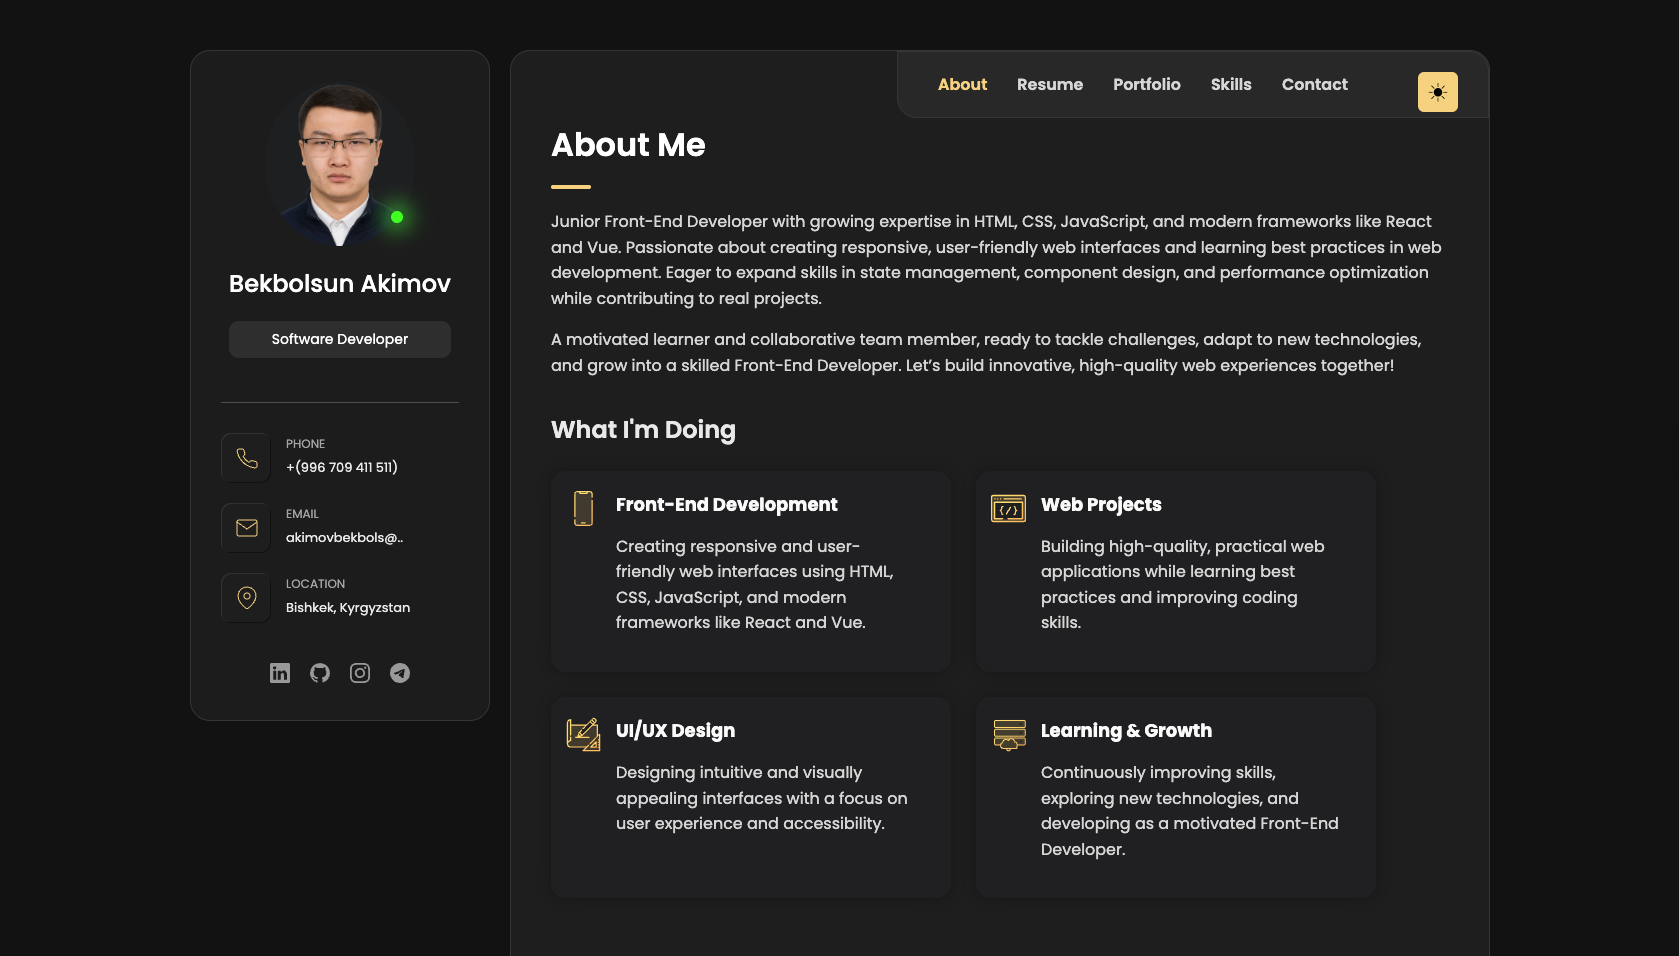 Bekbolsun Akimov
Software Developer
PHONE
+(996 709 411 511)
EMAIL
akimovbekbols@..
LOCATION
Bishkek, Kyrgyzstan
About Resume Portfolio Skills Contact
About Me
Junior Front-End Developer with growing expertise in HTML, CSS, JavaScript, and modern frameworks like React
and Vue. Passionate about creating responsive, user-friendly web interfaces and learning best practices in web
development. Eager to expand skills in state management, component design, and performance optimization
while contributing to real projects.
A motivated learner and collaborative team member, ready to tackle challenges, adapt to new technologies,
and grow into a skilled Front-End Developer. Let’s build innovative, high-quality web experiences together!
What I'm Doing
Front-End Development
Creating responsive and user-
friendly web interfaces using HTML,
CSS, JavaScript, and modern
frameworks like React and Vue.
Web Projects
Building high-quality, practical web
applications while learning best
practices and improving coding
skills.
UI/UX Design
Designing intuitive and visually
appealing interfaces with a focus on
user experience and accessibility.
Learning & Growth
Continuously improving skills,
exploring new technologies, and
developing as a motivated Front-End
Developer.